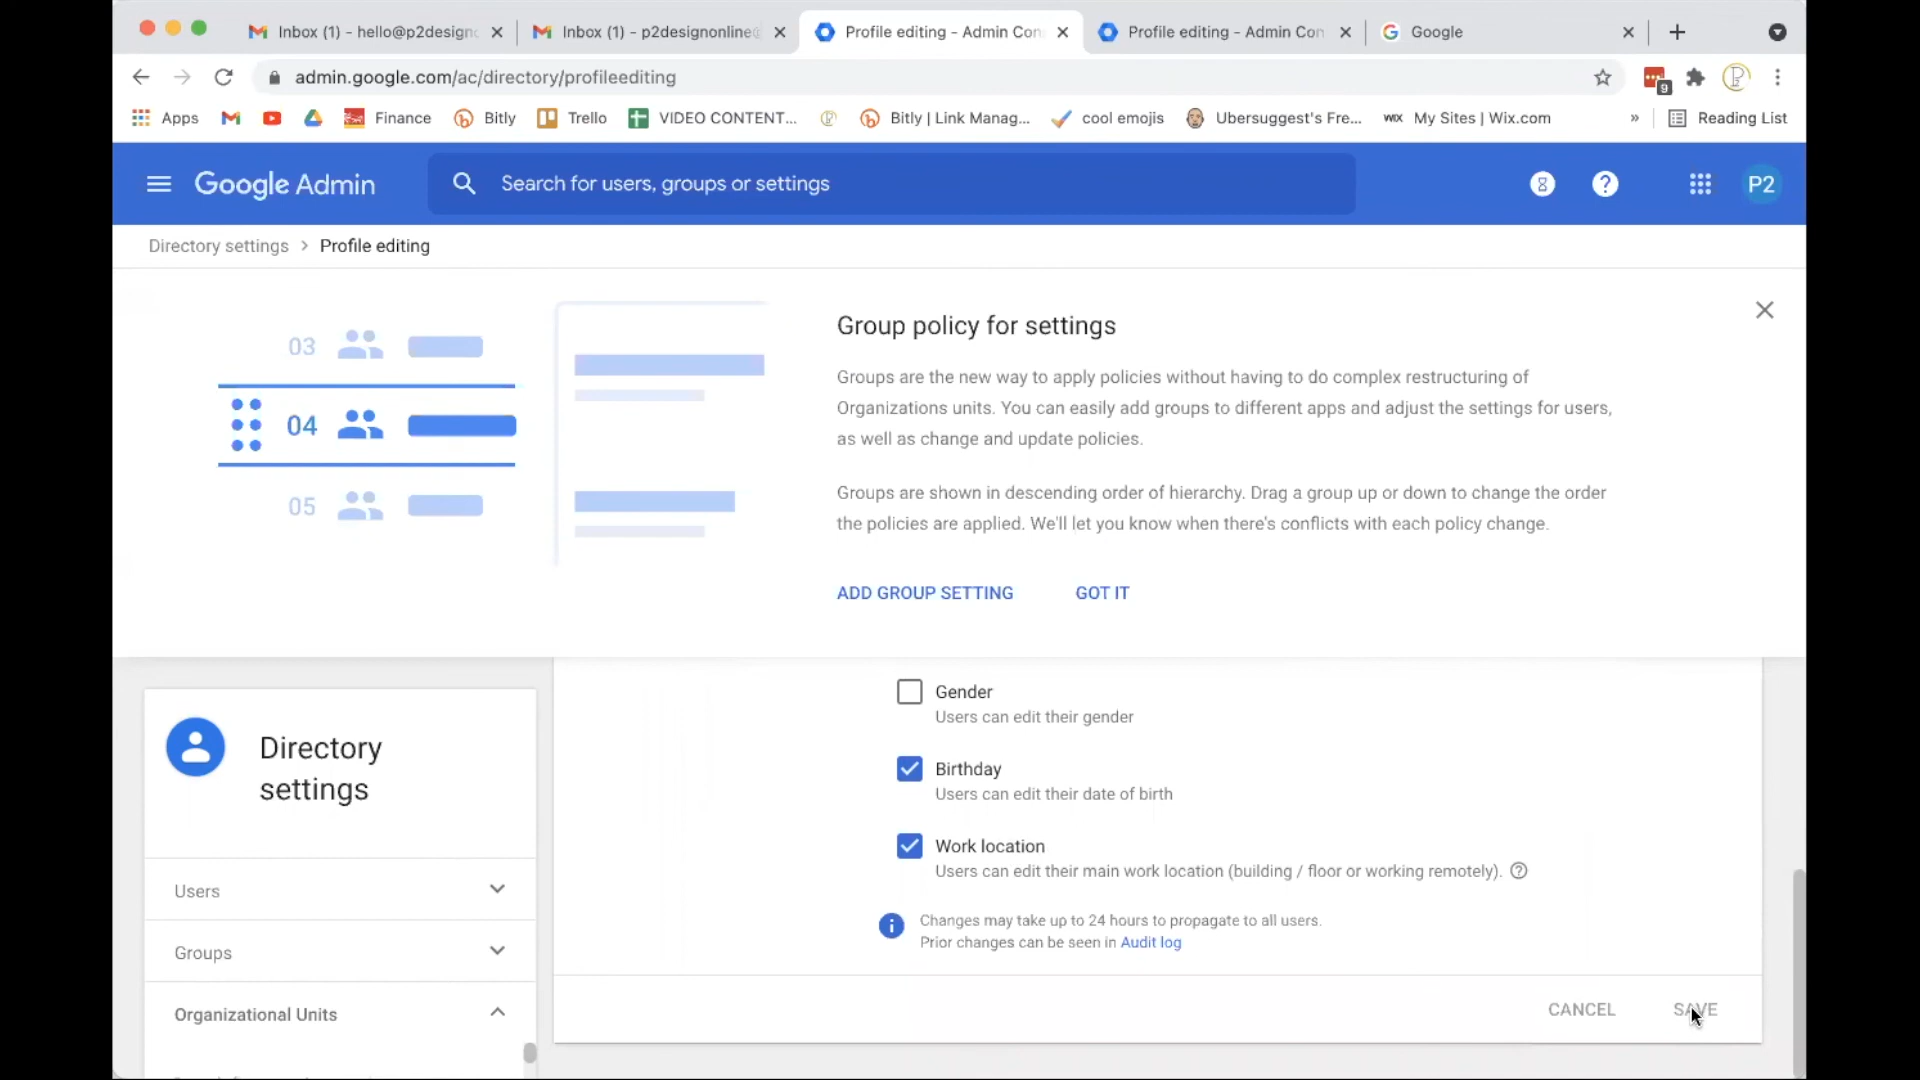 Inbox (1) - hello@p2design
Inbox (1) - p2designonline@
Profile editing - Admin Con
Profile editing - Admin Con
Google
admin.google.com/ac/directory/profileediting
9
Apps
Finance
Bitly
Trello
VIDEO CONTENT...
Bitly | Link Manag...
cool emojis
Ubersuggest's Fre...
WIX My Sites | Wix.com
»
Reading List
Google Admin
Search for users, groups or settings
P2
Directory settings > Profile editing
03
04
05
Group policy for settings
Groups are the new way to apply policies without having to do complex restructuring of
Organizations units. You can easily add groups to different apps and adjust the settings for users,
as well as change and update policies.
Groups are shown in descending order of hierarchy. Drag a group up or down to change the order
the policies are applied. We'll let you know when there's conflicts with each policy change.
ADD GROUP SETTING
GOT IT
Directory
settings
Users
Groups
Organizational Units
Gender
Users can edit their gender
Birthday
Users can edit their date of birth
Work location
Users can edit their main work location (building / floor or working remotely).
Changes may take up to 24 hours to propagate to all users.
Prior changes can be seen in Audit log
CANCEL
SAVE